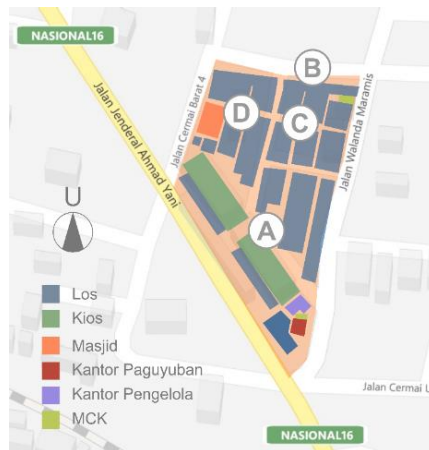 NASIONAL16
B
Jalan Cermai Barat 4
D
C
Jalan Jenderal Ahmad Yani
Jalan Walanda Maramis
U
A
Los
Kios
Masjid
Kantor Paguyuban
Kantor Pengelola
MCK
Jalan Cermai U
NASIONAL16